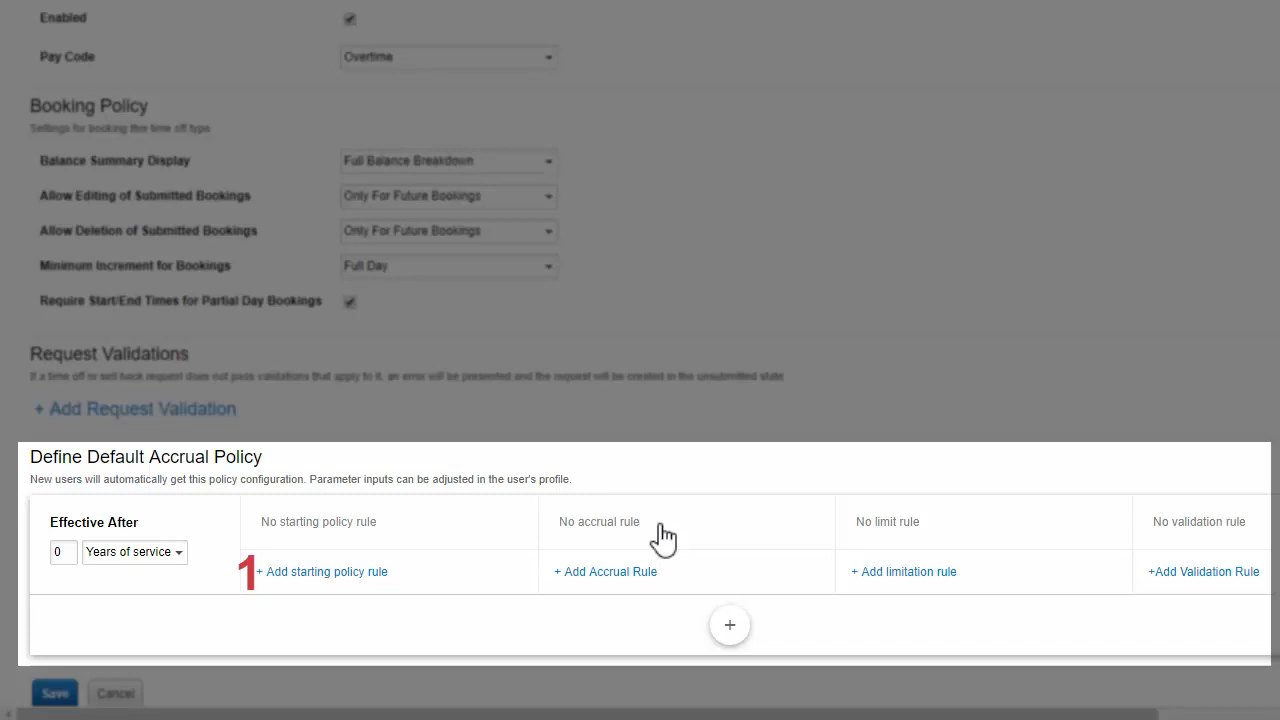 Enabled
Pay Code Overtime
Booking Policy
Settings for booking this time off type
Balance Summary Display Full Balance Breakdown
Allow Editing of Submitted Bookings Only For Future Bookings
Allow Deletion of Submitted Bookings Only For Future Bookings
Minimum Increment for Bookings Full Day
Require Start/End Times for Partial Day Bookings
Request Validations
If a time off or sell back request does not pass validations that apply to it, an error will be presented and the request will be created in the unsubmitted state
+ Add Request Validation
Define Default Accrual Policy
New users will automatically get this policy configuration. Parameter inputs can be adjusted in the user's profile.
Effective After No starting policy rule No accrual rule No limit rule No validation rule
0 Years of service
1 + Add starting policy rule + Add Accrual Rule + Add limitation rule +Add Validation Rule
+
Save Cancel